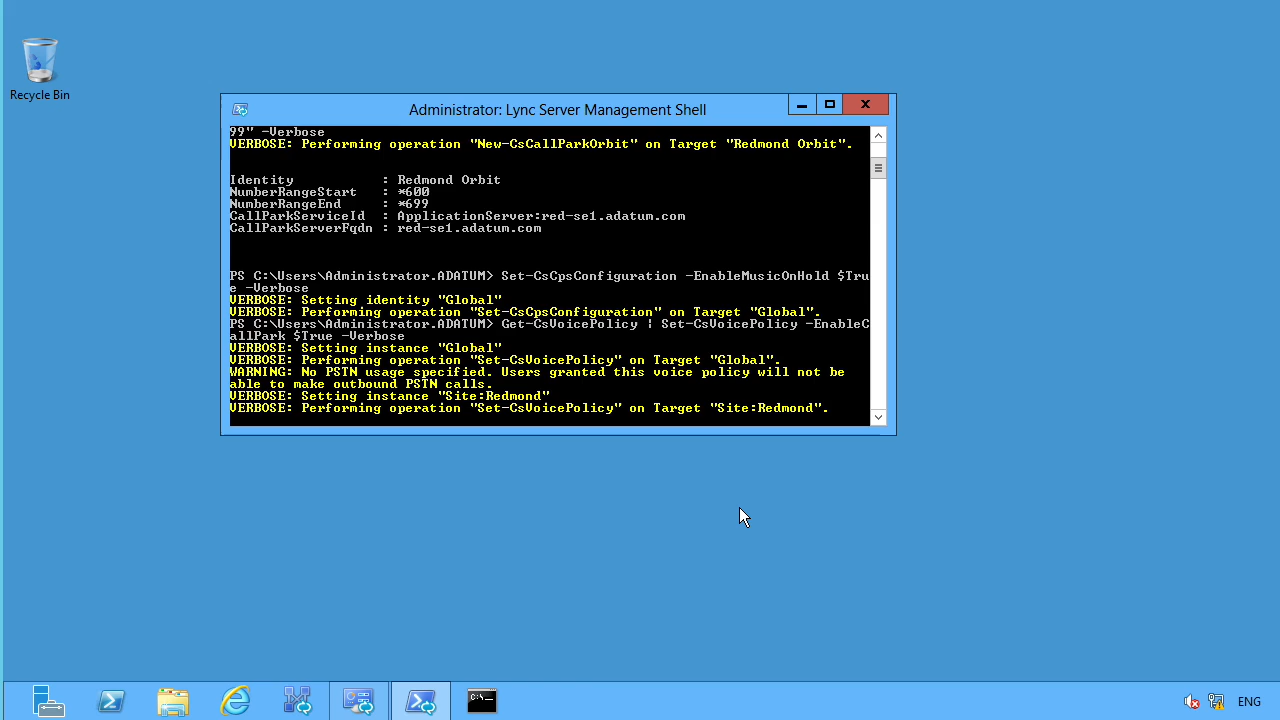 Recycle Bin
Administrator: Lync Server Management Shell
99" -Verbose
VERBOSE: Performing operation "New-CsCallParkOrbit" on Target "Redmond Orbit".
Identity           : Redmond Orbit
NumberRangeStart   : *600
NumberRangeEnd     : *699
CallParkServiceId  : ApplicationServer:red-se1.adatum.com
CallParkServerFqdn : red-se1.adatum.com
PS C:\Users\Administrator.ADATUM> Set-CsCpsConfiguration -EnableMusicOnHold $Tru
e -Verbose
VERBOSE: Setting identity "Global"
VERBOSE: Performing operation "Set-CsCpsConfiguration" on Target "Global".
PS C:\Users\Administrator.ADATUM> Get-CsVoicePolicy | Set-CsVoicePolicy -EnableC
allPark $True -Verbose
VERBOSE: Setting instance "Global"
VERBOSE: Performing operation "Set-CsVoicePolicy" on Target "Global".
WARNING: No PSTN usage specified. Users granted this voice policy will not be
able to make outbound PSTN calls.
VERBOSE: Setting instance "Site:Redmond"
VERBOSE: Performing operation "Set-CsVoicePolicy" on Target "Site:Redmond".
C:\_
ENG